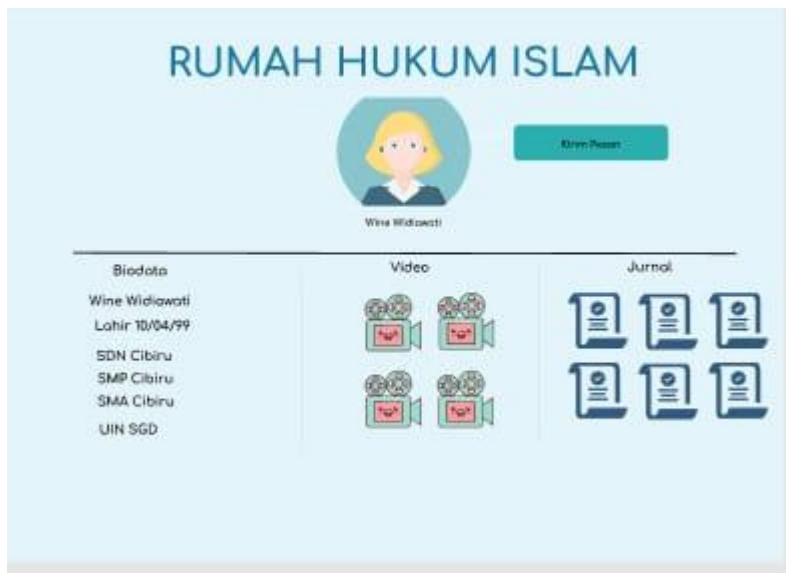 RUMAH HUKUM ISLAM
Kirim Pesan
Wine Widiawati
Biodata
Wine Widiawati
Lahir 10/04/99
SDN Cibiru
SMP Cibiru
SMA Cibiru
UIN SGD
Video
Jurnal